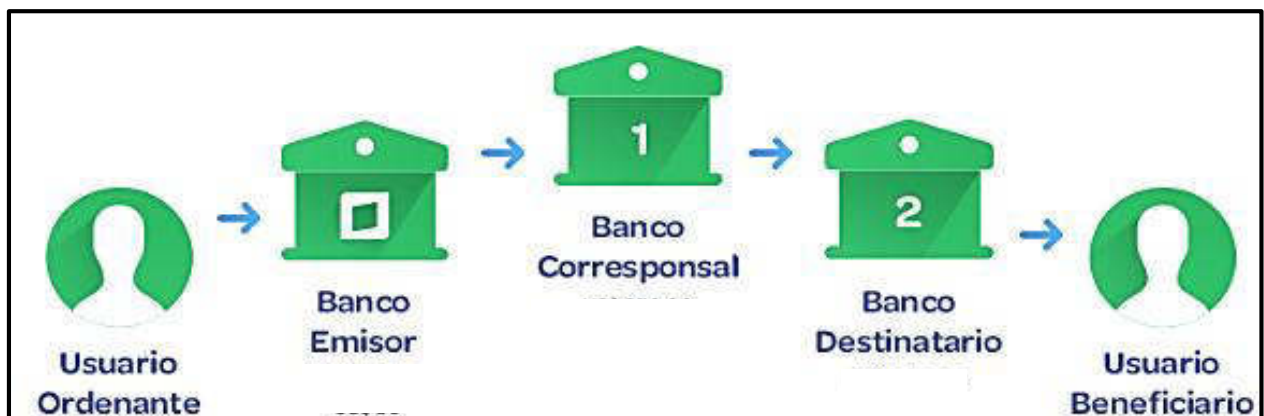 Usuario
Ordenante
Banco
Emisor
1
Banco
Corresponsal
2
Banco
Destinatario
Usuario
Beneficiario